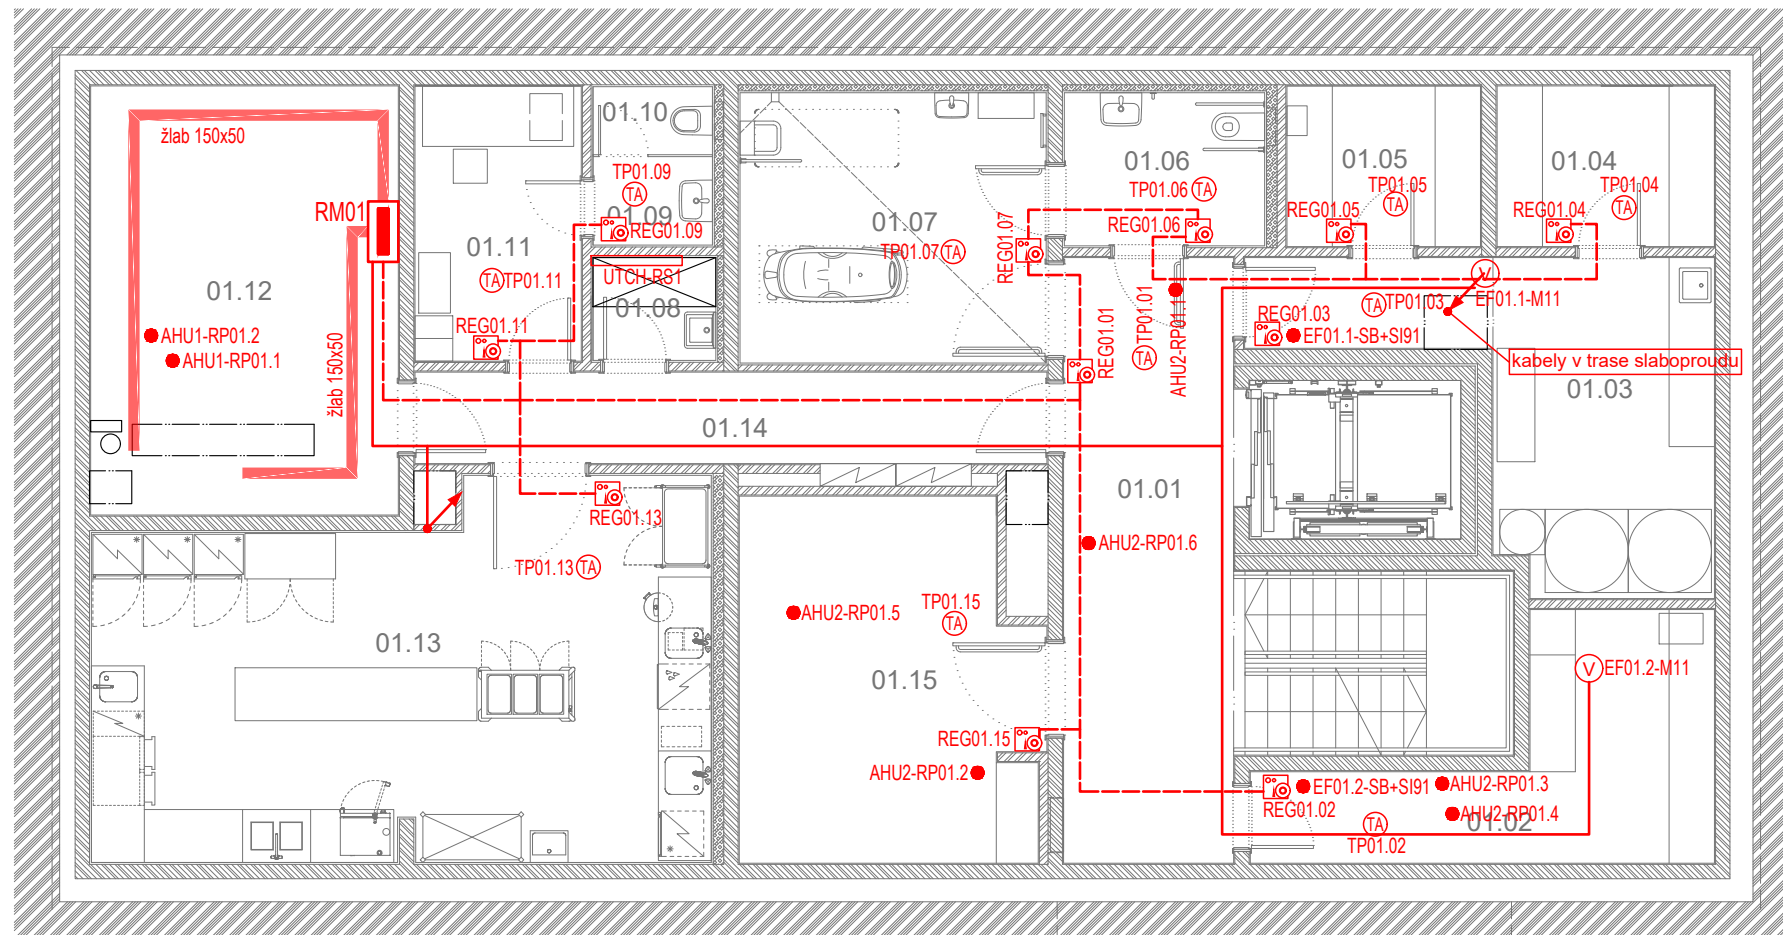 žlab 150x50
RM01
01.12
AHU1-RP01.2
AHU1-RP01.1
žlab 150x50
01.10
TP01.09
TA
01.09
REG01.09
01.11
TA
TP01.11
UTCH-RS1
01.08
REG01.11
01.07
TP01.07
TA
REG01.07
01.06
TP01.06
TA
REG01.06
01.05
TP01.05
TA
REG01.05
01.04
TP01.04
TA
REG01.04
REG01.01
TP01.01
TA
AHU2-RP01.1
V
EF01.1-M11
TA
TP01.03
REG01.03
EF01.1-SB+SI91
kabely v trase slaboproudu
01.03
01.14
01.01
REG01.13
TP01.13
TA
01.13
AHU2-RP01.6
AHU2-RP01.5
TP01.15
TA
01.15
REG01.15
AHU2-RP01.2
V
EF01.2-M11
EF01.2-SB+SI91
REG01.02
AHU2-RP01.3
AHU2-RP01.4
01.02
TA
TP01.02